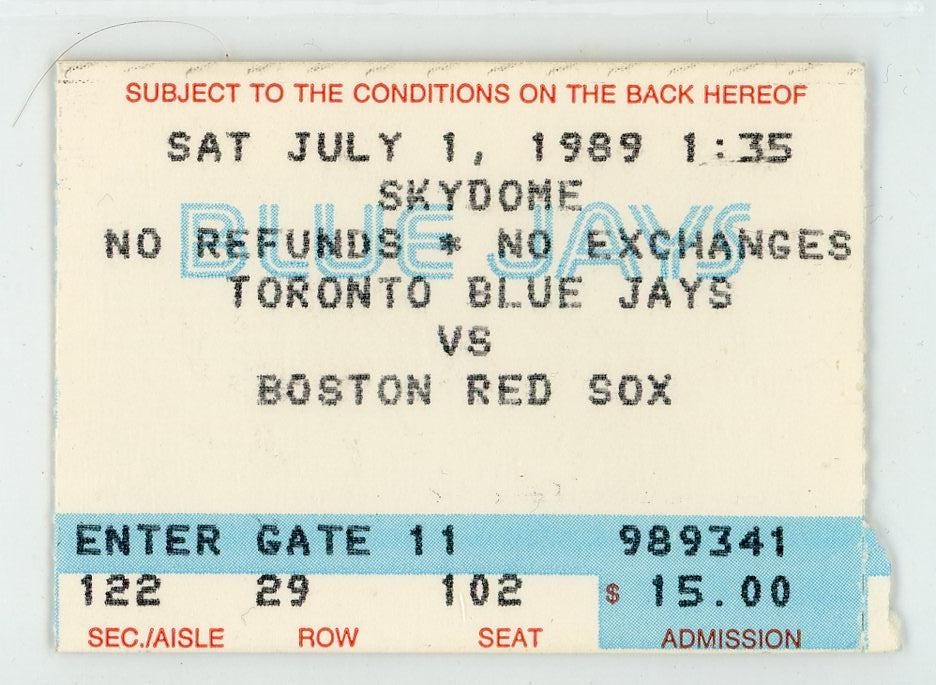 SUBJECT TO THE CONDITIONS ON THE BACK HEREOF
SAT JULY 1, 1989 1:35
SKYDOME
BLUE JAYS
NO REFUNDS * NO EXCHANGES
TORONTO BLUE JAYS
VS
BOSTON RED SOX
ENTER GATE 11 989341
122 29 102 $ 15.00
SEC./AISLE ROW SEAT ADMISSION